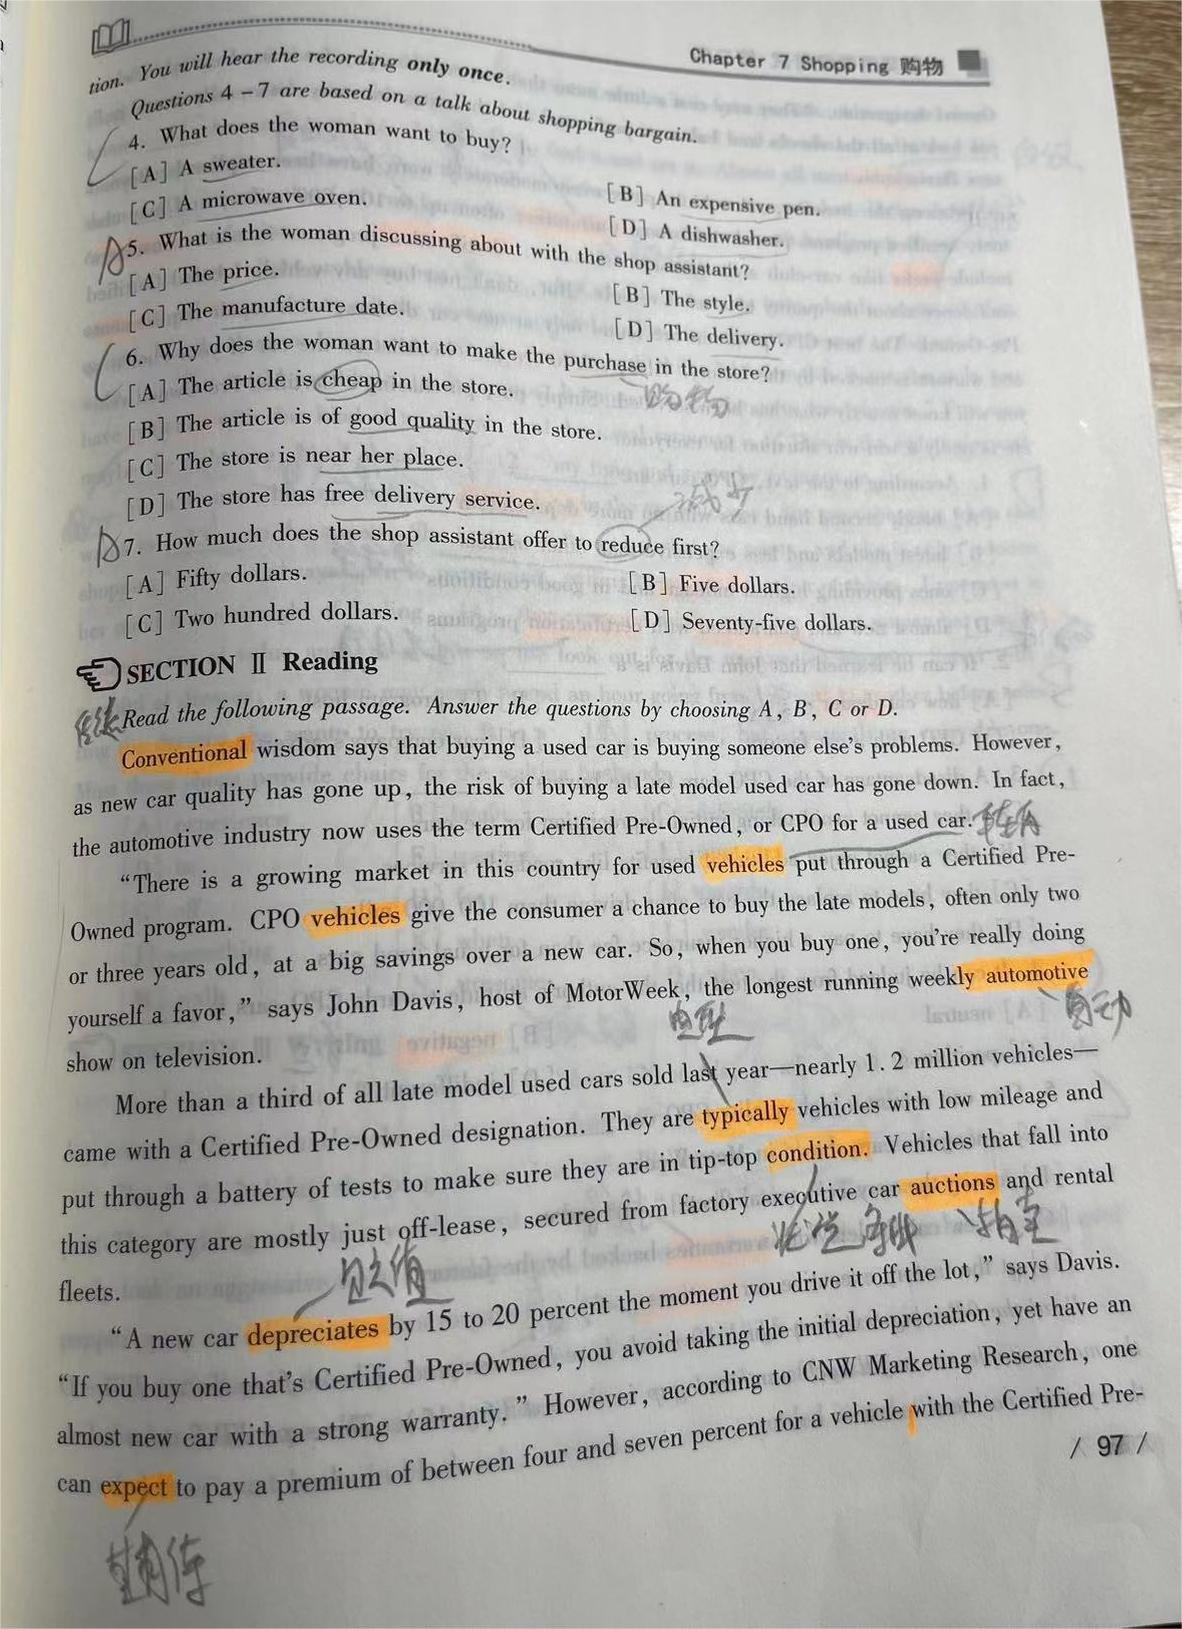 Chapter 7 Shopping 购物
tion. You will hear the recording only once.
Questions 4 – 7 are based on a talk about shopping bargain.
C 4. What does the woman want to buy?
[A] A sweater. [B] An expensive pen.
[C] A microwave oven. [D] A dishwasher.
D 5. What is the woman discussing about with the shop assistant?
[A] The price. [B] The style.
[C] The manufacture date. [D] The delivery.
C 6. Why does the woman want to make the purchase in the store?
[A] The article is cheap in the store.
购物
[B] The article is of good quality in the store.
[C] The store is near her place.
[D] The store has free delivery service.
减少
D 7. How much does the shop assistant offer to reduce first?
[A] Fifty dollars. [B] Five dollars.
[C] Two hundred dollars. [D] Seventy-five dollars.
SECTION II Reading
传统 Read the following passage. Answer the questions by choosing A, B, C or D.
Conventional wisdom says that buying a used car is buying someone else's problems. However,
as new car quality has gone up, the risk of buying a late model used car has gone down. In fact,
the automotive industry now uses the term Certified Pre-Owned, or CPO for a used car. 车辆
"There is a growing market in this country for used vehicles put through a Certified Pre-
Owned program. CPO vehicles give the consumer a chance to buy the late models, often only two
or three years old, at a big savings over a new car. So, when you buy one, you're really doing
yourself a favor," says John Davis, host of MotorWeek, the longest running weekly automotive
典型 自动
show on television.
More than a third of all late model used cars sold last year—nearly 1.2 million vehicles—
came with a Certified Pre-Owned designation. They are typically vehicles with low mileage and
put through a battery of tests to make sure they are in tip-top condition. Vehicles that fall into
this category are mostly just off-lease, secured from factory executive car auctions and rental
拍卖
fleets.
贬值
"A new car depreciates by 15 to 20 percent the moment you drive it off the lot," says Davis.
"If you buy one that's Certified Pre-Owned, you avoid taking the initial depreciation, yet have an
almost new car with a strong warranty." However, according to CNW Marketing Research, one
can expect to pay a premium of between four and seven percent for a vehicle with the Certified Pre-
/ 97 /
期待